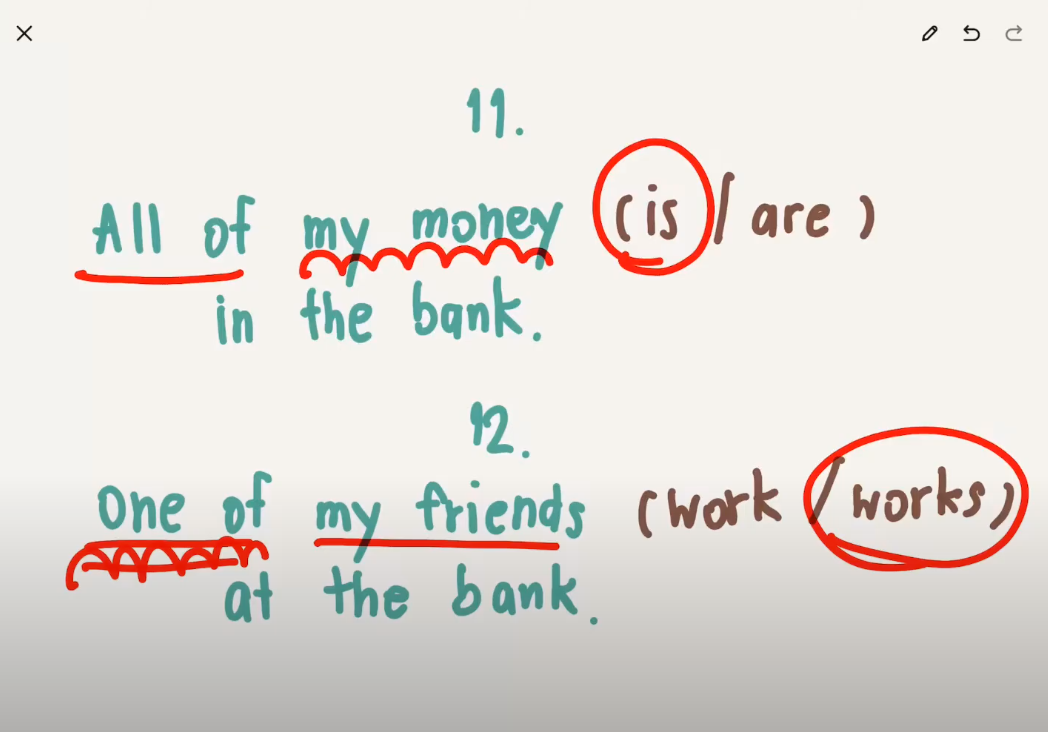 11.
All of my money (is / are)
in the bank.
12.
One of my friends (work / works)
at the bank.